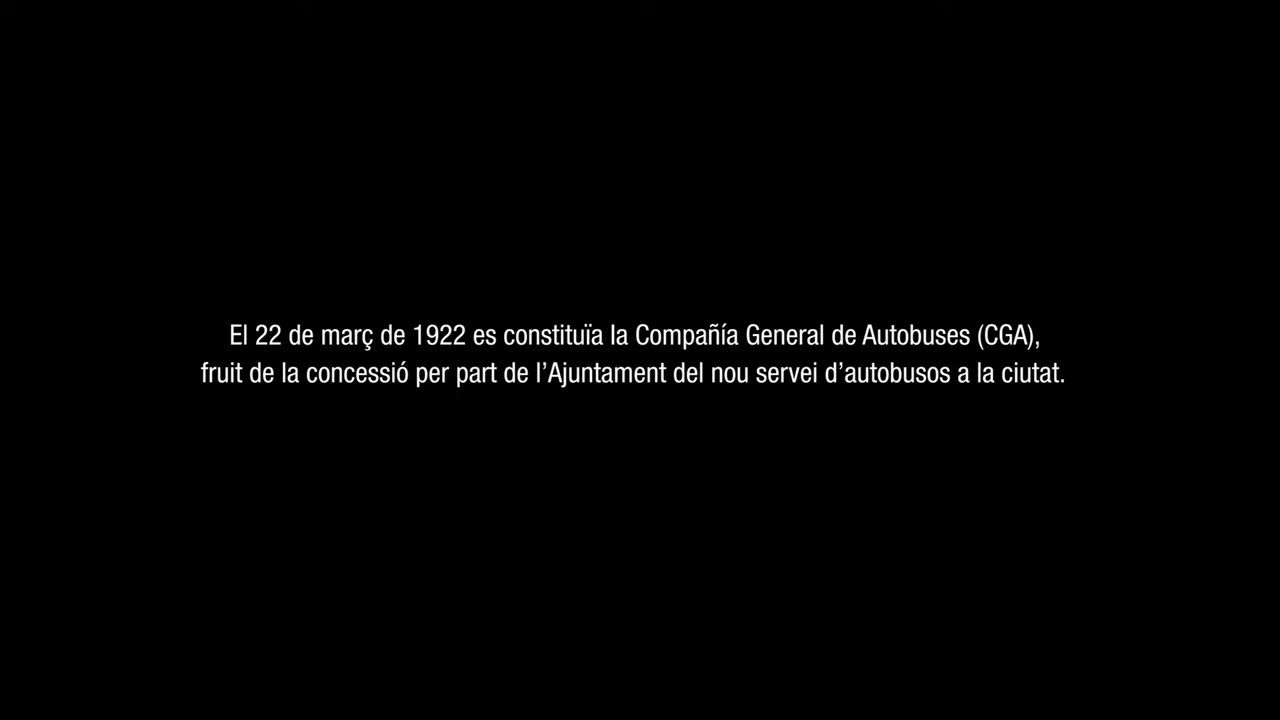 El 22 de març de 1922 es constituïa la Compañía General de Autobuses (CGA),
fruit de la concessió per part de l’Ajuntament del nou servei d’autobusos a la ciutat.